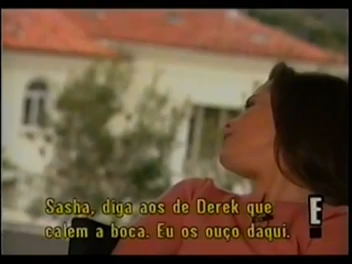 Sasha, diga aos de Derek que
calem a boca. Eu os ouço daqui.
E!